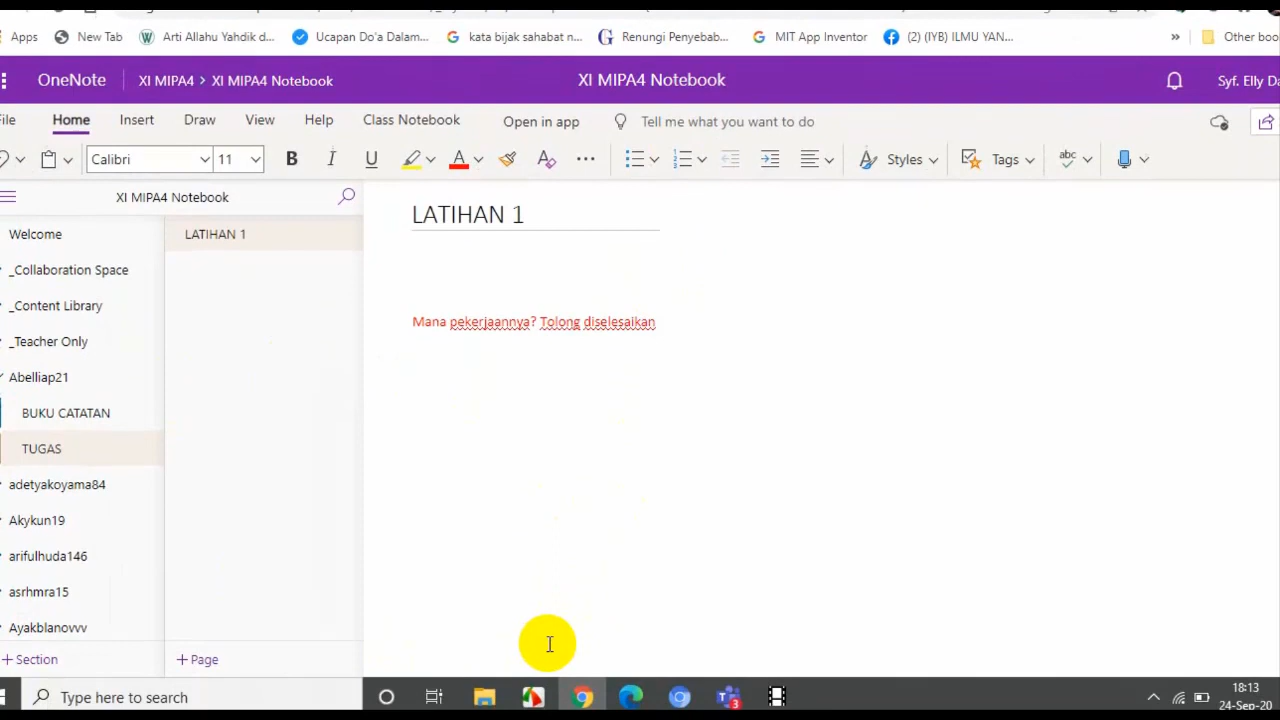 Apps
New Tab
Arti Allahu Yahdik d...
Ucapan Do'a Dalam...
kata bijak sahabat n...
Renungi Penyebab...
MIT App Inventor
(2) (IYB) ILMU YAN...
»
Other boo
OneNote
XI MIPA4 > XI MIPA4 Notebook
XI MIPA4 Notebook
Syf. Elly Da
File
Home
Insert
Draw
View
Help
Class Notebook
Open in app
Tell me what you want to do
Calibri
11
B
I
U
A
Styles
Tags
abc
XI MIPA4 Notebook
Welcome
_Collaboration Space
_Content Library
_Teacher Only
Abelliap21
BUKU CATATAN
TUGAS
adetyakoyama84
Akykun19
arifulhuda146
asrhmra15
Ayakblanovvv
+ Section
LATIHAN 1
+ Page
LATIHAN 1
Mana pekerjaannya? Tolong diselesaikan
Type here to search
3
18:13
24-Sep-20